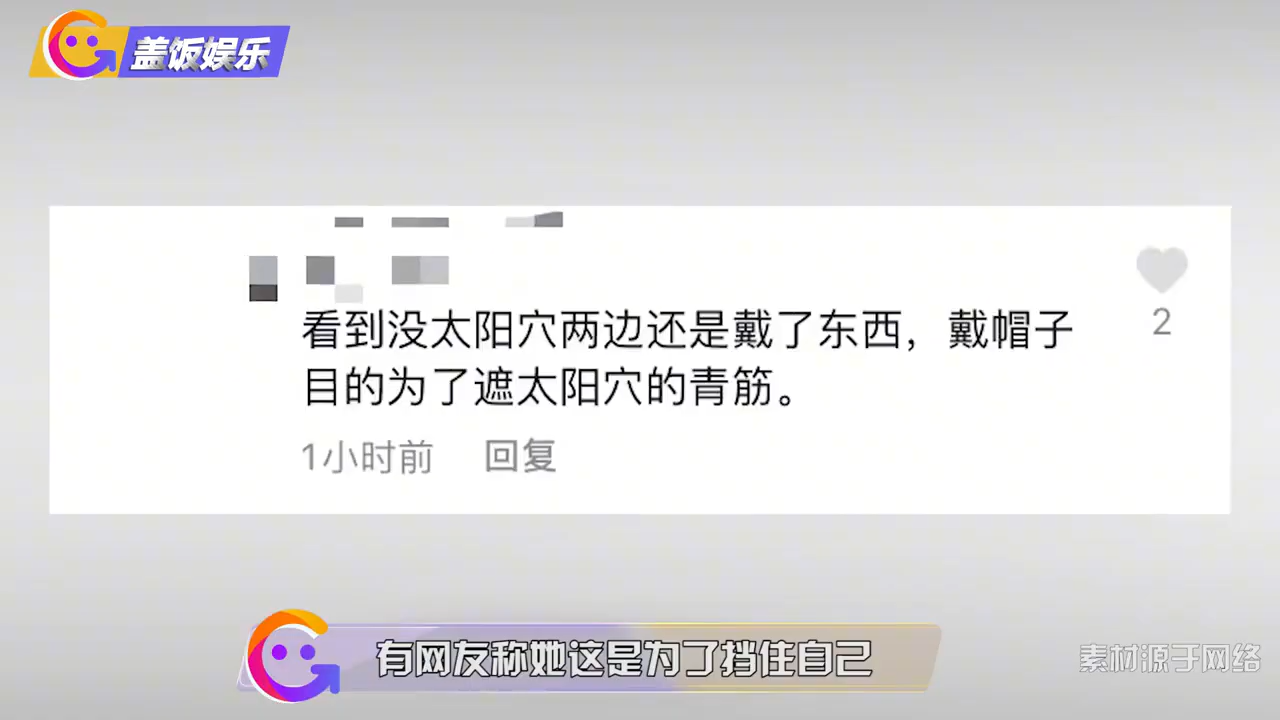 盖饭娱乐
看到没太阳穴两边还是戴了东西，戴帽子
目的为了遮太阳穴的青筋。
2
1小时前 回复
有网友称她这是为了挡住自己
素材源于网络